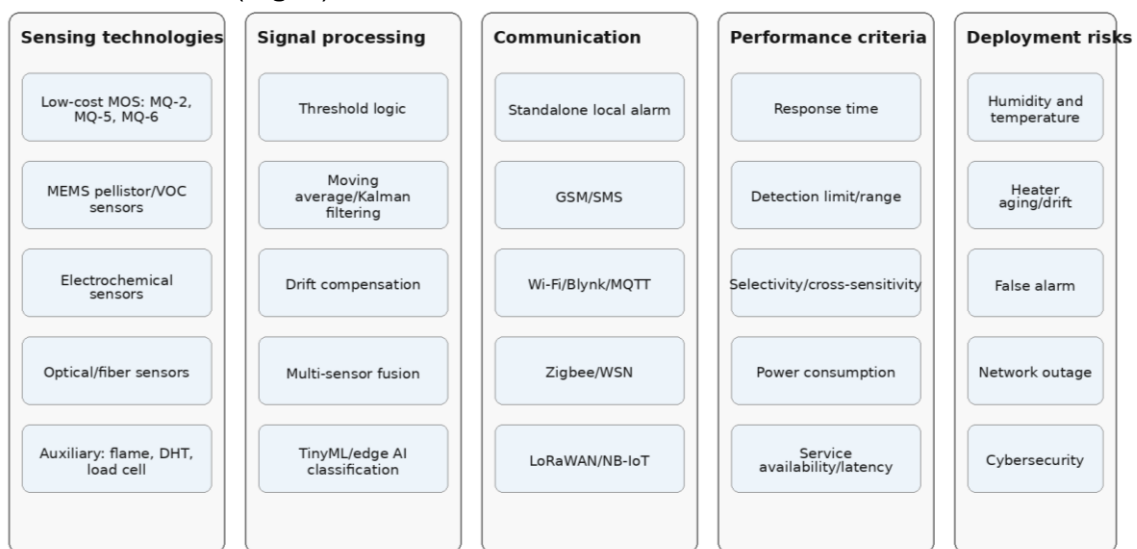 Sensing technologies
Low-cost MOS: MQ-2,
MQ-5, MQ-6
MEMS pellistor/VOC
sensors
Electrochemical
sensors
Optical/fiber sensors
Auxiliary: flame, DHT,
load cell
Signal processing
Threshold logic
Moving
average/Kalman
filtering
Drift compensation
Multi-sensor fusion
TinyML/edge AI
classification
Communication
Standalone local alarm
GSM/SMS
Wi-Fi/Blynk/MQTT
Zigbee/WSN
LoRaWAN/NB-IoT
Performance criteria
Response time
Detection limit/range
Selectivity/cross-sensitivity
Power consumption
Service
availability/latency
Deployment risks
Humidity and
temperature
Heater
aging/drift
False alarm
Network outage
Cybersecurity